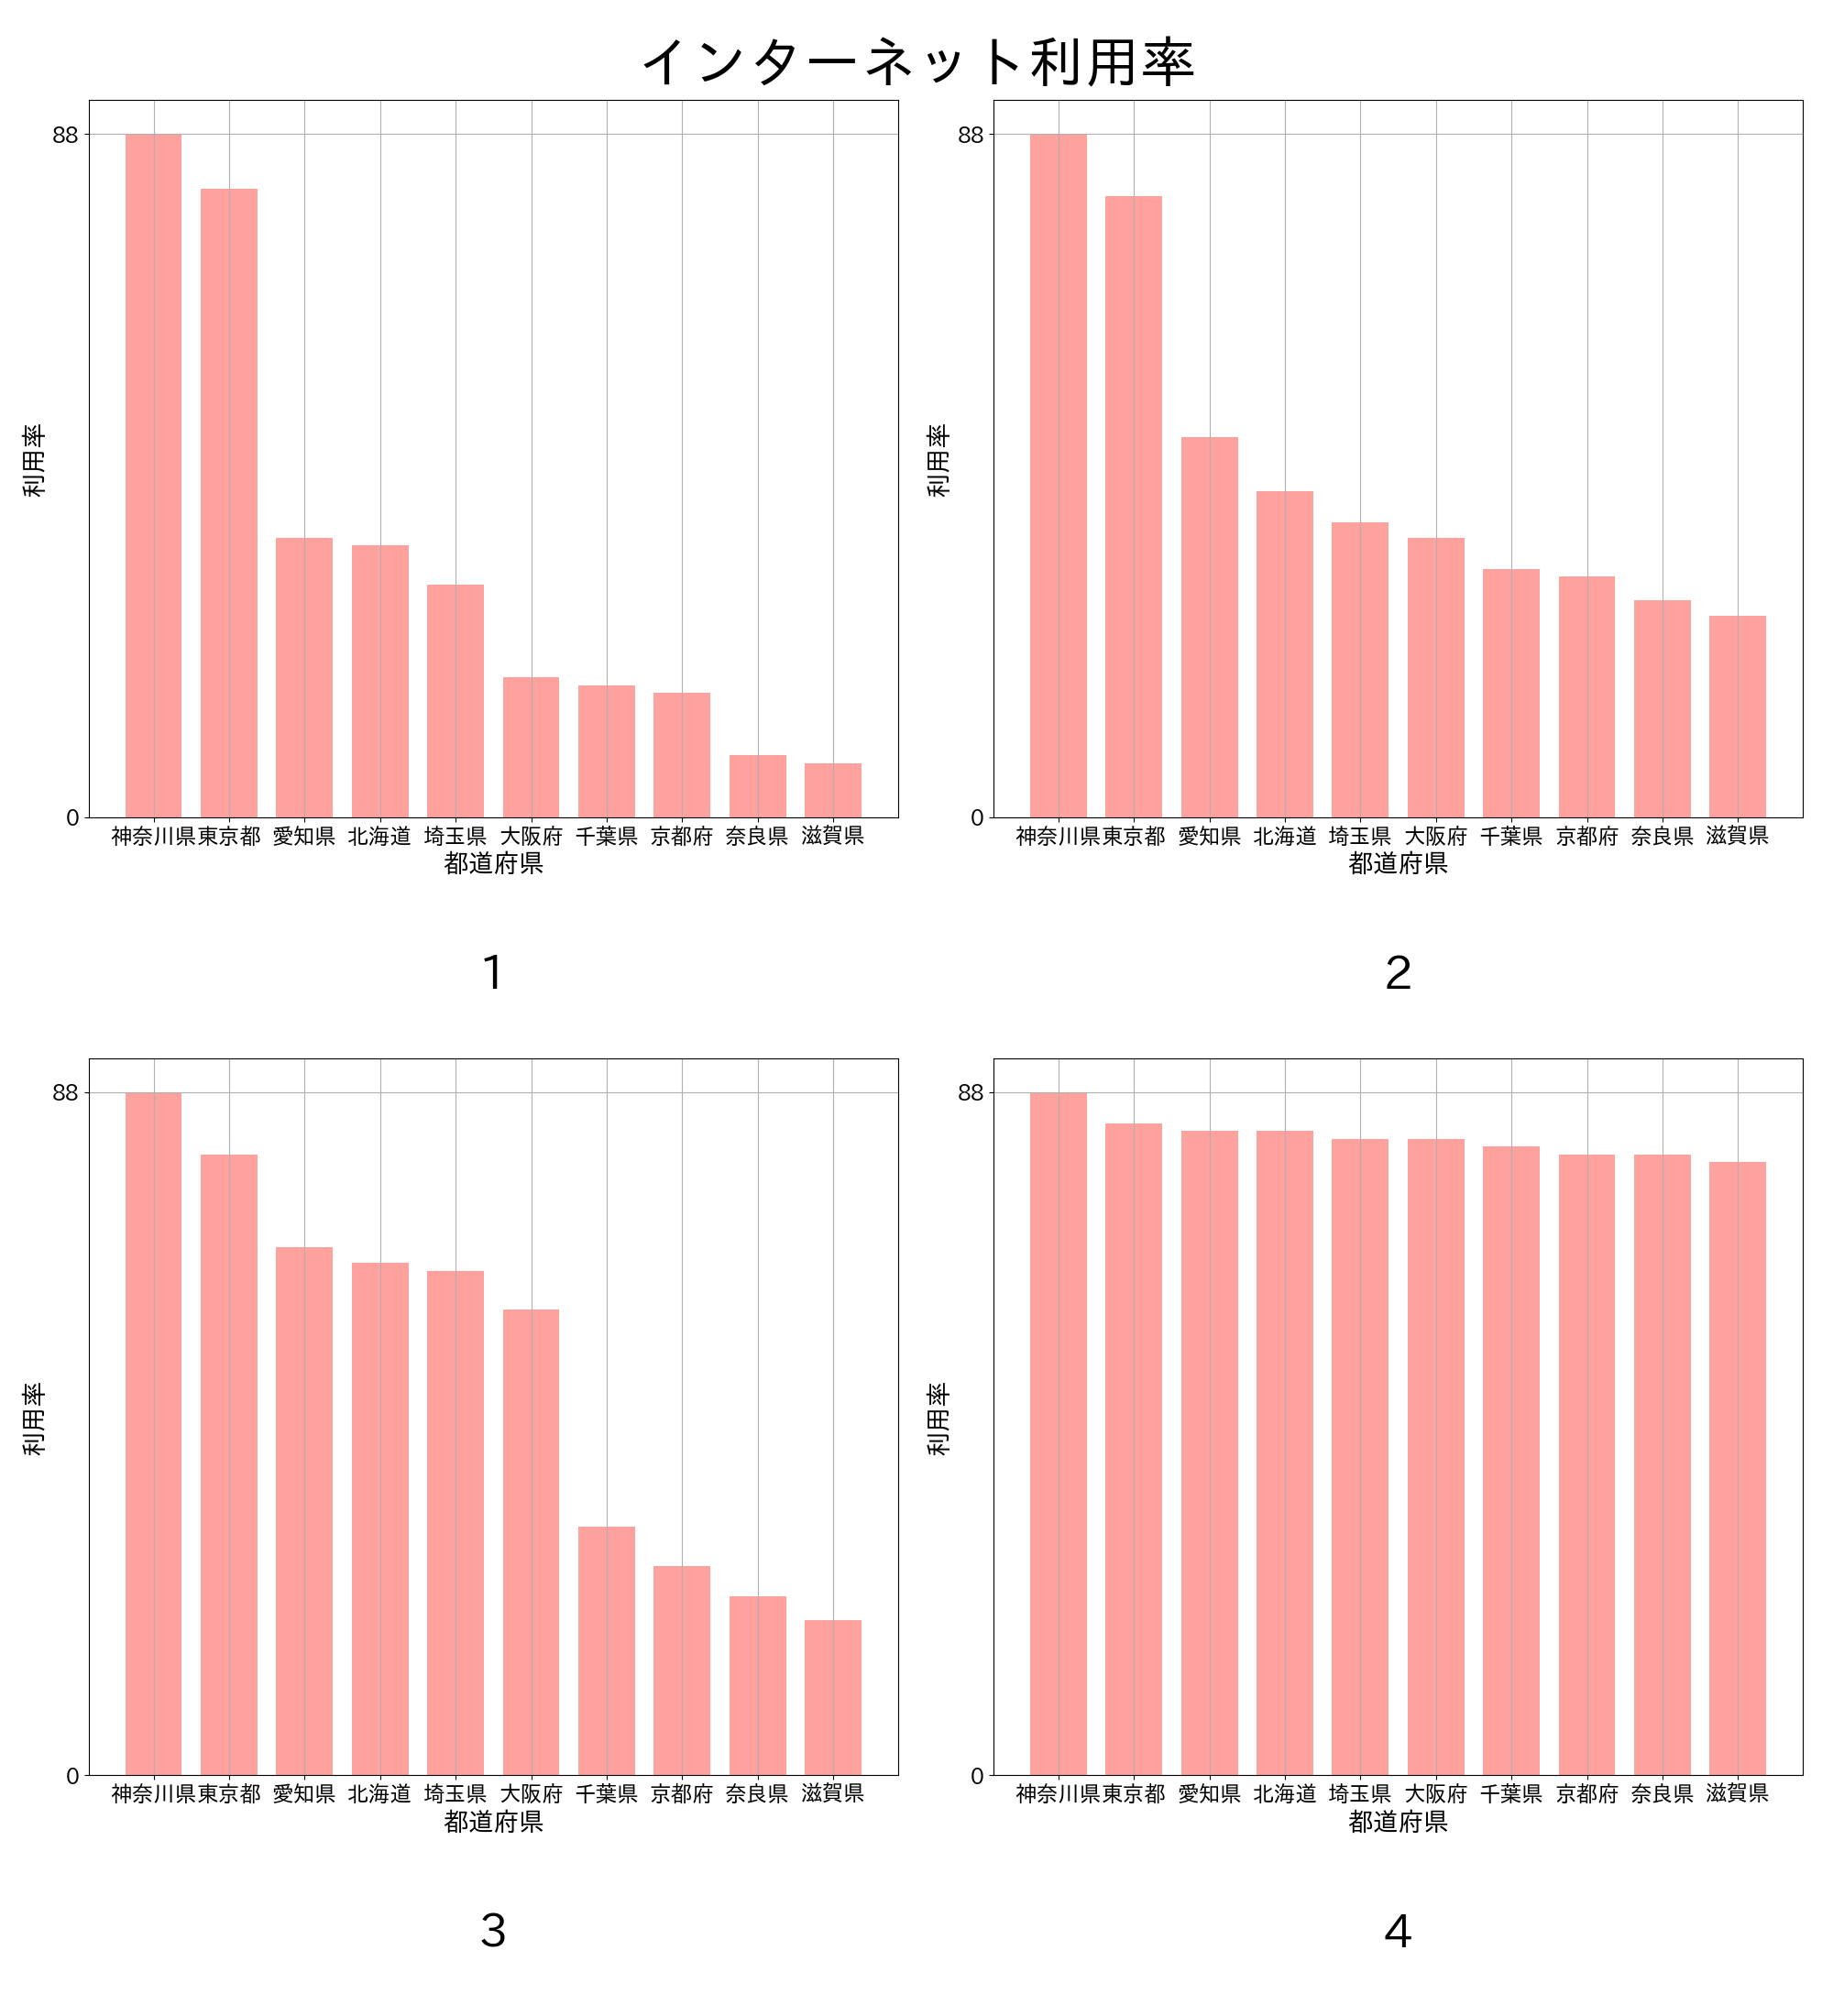 インターネット利用率
88
0
利用率
神奈川県 東京都 愛知県 北海道 埼玉県 大阪府 千葉県 京都府 奈良県 滋賀県
都道府県
1
88
0
利用率
神奈川県 東京都 愛知県 北海道 埼玉県 大阪府 千葉県 京都府 奈良県 滋賀県
都道府県
2
88
0
利用率
神奈川県 東京都 愛知県 北海道 埼玉県 大阪府 千葉県 京都府 奈良県 滋賀県
都道府県
3
88
0
利用率
神奈川県 東京都 愛知県 北海道 埼玉県 大阪府 千葉県 京都府 奈良県 滋賀県
都道府県
4